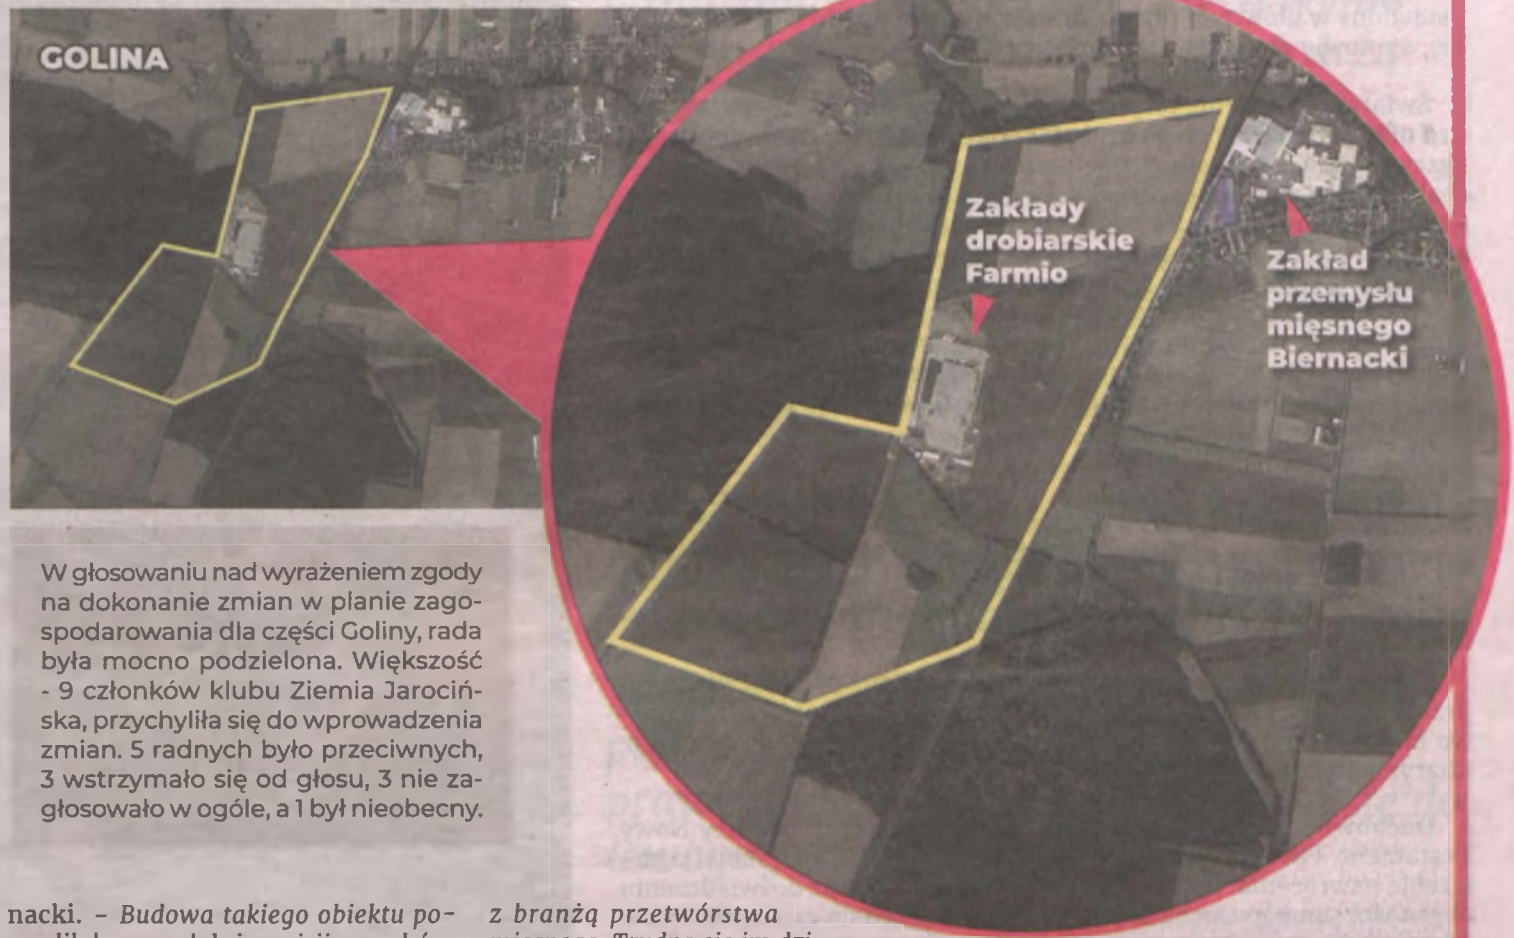 GOLINA
Zakłady
drobiarskie
Farmio
Zakład
przemysłu
mięsnego
Biernacki
W głosowaniu nad wyrażeniem zgody
na dokonanie zmian w planie zago-
spodarowania dla części Goliny, rada
była mocno podzielona. Większość
- 9 członków klubu Ziemia Jarociń-
ska, przychyliła się do wprowadzenia
zmian. 5 radnych było przeciwnych,
3 wstrzymało się od głosu, 3 nie za-
głosowało w ogóle, a 1 był nieobecny.
nacki. – Budowa takiego obiektu po-
z branżą przetwórstwa